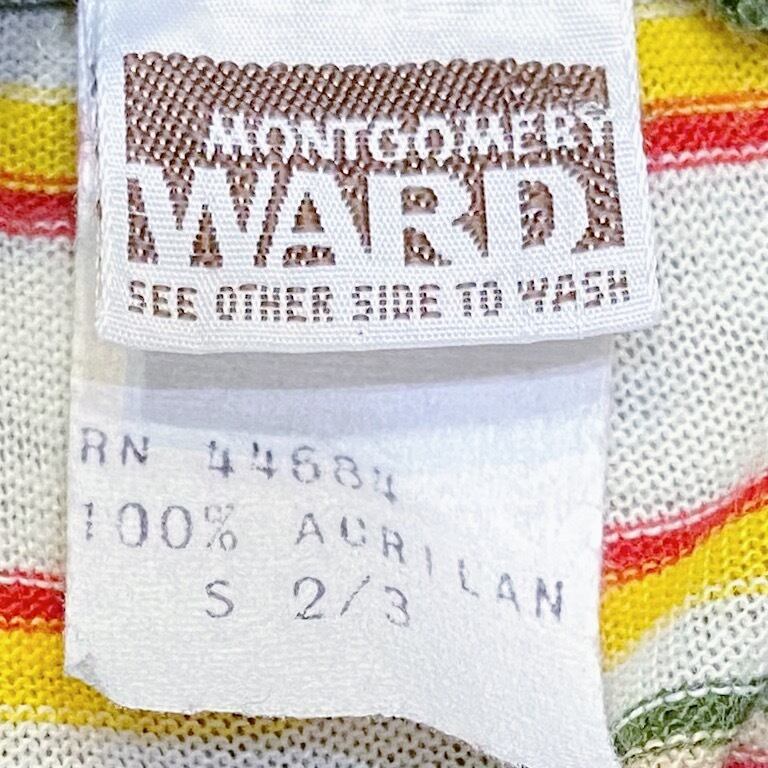 MONTGOMERY
WARD
SEE OTHER SIDE TO WASH
RN 44684
100% ACRILAN
S 2/3